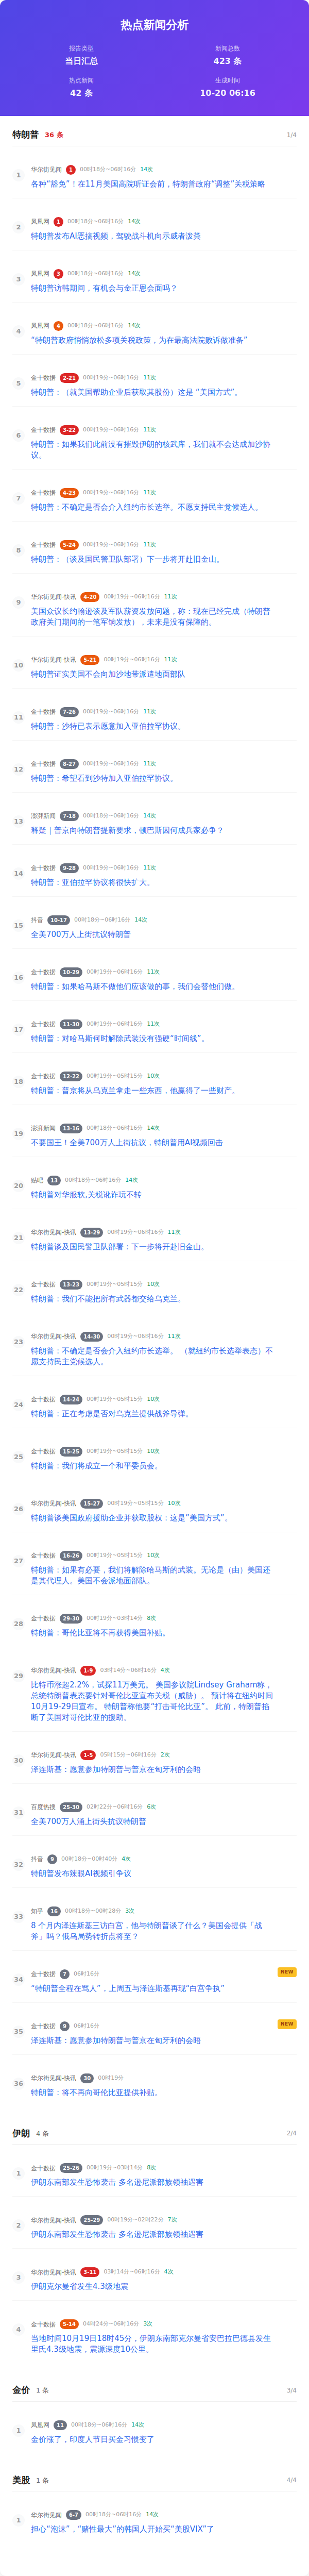 热点新闻分析
报告类型
当日汇总
新闻总数
423 条
热点新闻
42 条
生成时间
10-20 06:16
特朗普 36 条 1/4
1
华尔街见闻 1 00时18分~06时16分 14次
各种“豁免”！在11月美国高院听证会前，特朗普政府“调整”关税策略
2
凤凰网 1 00时18分~06时16分 14次
特朗普发布AI恶搞视频，驾驶战斗机向示威者泼粪
3
凤凰网 3 00时18分~06时16分 14次
特朗普访韩期间，有机会与金正恩会面吗？
4
凤凰网 4 00时18分~06时16分 14次
“特朗普政府悄悄放松多项关税政策，为在最高法院败诉做准备”
5
金十数据 2-21 00时19分~06时16分 11次
特朗普：（就美国帮助企业后获取其股份）这是 “美国方式”。
6
金十数据 3-22 00时19分~06时16分 11次
特朗普：如果我们此前没有摧毁伊朗的核武库，我们就不会达成加沙协
议。
7
金十数据 4-23 00时19分~06时16分 11次
特朗普：不确定是否会介入纽约市长选举。不愿支持民主党候选人。
8
金十数据 5-24 00时19分~06时16分 11次
特朗普：（谈及国民警卫队部署）下一步将开赴旧金山。
9
华尔街见闻-快讯 4-20 00时19分~06时16分 11次
美国众议长约翰逊谈及军队薪资发放问题，称：现在已经完成（特朗普
政府关门期间的一笔军饷发放），未来是没有保障的。
10
华尔街见闻-快讯 5-21 00时19分~06时16分 11次
特朗普证实美国不会向加沙地带派遣地面部队
11
金十数据 7-26 00时19分~06时16分 11次
特朗普：沙特已表示愿意加入亚伯拉罕协议。
12
金十数据 8-27 00时19分~06时16分 11次
特朗普：希望看到沙特加入亚伯拉罕协议。
13
澎湃新闻 7-18 00时18分~06时16分 14次
释疑｜普京向特朗普提新要求，顿巴斯因何成兵家必争？
14
金十数据 9-28 00时19分~06时16分 11次
特朗普：亚伯拉罕协议将很快扩大。
15
抖音 10-17 00时18分~06时16分 14次
全美700万人上街抗议特朗普
16
金十数据 10-29 00时19分~06时16分 11次
特朗普：如果哈马斯不做他们应该做的事，我们会替他们做。
17
金十数据 11-30 00时19分~06时16分 11次
特朗普：对哈马斯何时解除武装没有强硬“时间线”。
18
金十数据 12-22 00时19分~05时15分 10次
特朗普：普京将从乌克兰拿走一些东西，他赢得了一些财产。
19
澎湃新闻 13-16 00时18分~06时16分 14次
不要国王！全美700万人上街抗议，特朗普用AI视频回击
20
贴吧 13 00时18分~06时16分 14次
特朗普对华服软,关税讹诈玩不转
21
华尔街见闻-快讯 13-29 00时19分~06时16分 11次
特朗普谈及国民警卫队部署：下一步将开赴旧金山。
22
金十数据 13-23 00时19分~05时15分 10次
特朗普：我们不能把所有武器都交给乌克兰。
23
华尔街见闻-快讯 14-30 00时19分~06时16分 11次
特朗普：不确定是否会介入纽约市长选举。 （就纽约市长选举表态）不
愿支持民主党候选人。
24
金十数据 14-24 00时19分~05时15分 10次
特朗普：正在考虑是否对乌克兰提供战斧导弹。
25
金十数据 15-25 00时19分~05时15分 10次
特朗普：我们将成立一个和平委员会。
26
华尔街见闻-快讯 15-27 00时19分~05时15分 10次
特朗普谈美国政府援助企业并获取股权：这是“美国方式”。
27
金十数据 16-26 00时19分~05时15分 10次
特朗普：如果有必要，我们将解除哈马斯的武装。无论是（由）美国还
是其代理人。美国不会派地面部队。
28
金十数据 29-30 00时19分~03时14分 8次
特朗普：哥伦比亚将不再获得美国补贴。
29
华尔街见闻-快讯 1-9 03时14分~06时16分 4次
比特币涨超2.2%，试探11万美元。 美国参议院Lindsey Graham称，
总统特朗普表态要针对哥伦比亚宣布关税（威胁）。 预计将在纽约时间
10月19-29日宣布。 特朗普称他要“打击哥伦比亚”。 此前，特朗普掐
断了美国对哥伦比亚的援助。
30
华尔街见闻-快讯 1-5 05时15分~06时16分 2次
泽连斯基：愿意参加特朗普与普京在匈牙利的会晤
31
百度热搜 25-30 02时22分~06时16分 6次
全美700万人涌上街头抗议特朗普
32
抖音 9 00时18分~00时40分 4次
特朗普发布辣眼AI视频引争议
33
知乎 16 00时18分~00时28分 3次
8 个月内泽连斯基三访白宫，他与特朗普谈了什么？美国会提供「战
斧」吗？俄乌局势转折点将至？
34
金十数据 7 06时16分 NEW
“特朗普全程在骂人”，上周五与泽连斯基再现“白宫争执”
35
金十数据 9 06时16分 NEW
泽连斯基：愿意参加特朗普与普京在匈牙利的会晤
36
华尔街见闻-快讯 30 00时19分
特朗普：将不再向哥伦比亚提供补贴。
伊朗 4 条 2/4
1
金十数据 25-26 00时19分~03时14分 8次
伊朗东南部发生恐怖袭击 多名逊尼派部族领袖遇害
2
华尔街见闻-快讯 25-29 00时19分~02时22分 7次
伊朗东南部发生恐怖袭击 多名逊尼派部族领袖遇害
3
华尔街见闻-快讯 3-11 03时14分~06时16分 4次
伊朗克尔曼省发生4.3级地震
4
金十数据 5-14 04时24分~06时16分 3次
当地时间10月19日18时45分，伊朗东南部克尔曼省安巴拉巴德县发生
里氏4.3级地震，震源深度10公里。
金价 1 条 3/4
1
凤凰网 11 00时18分~06时16分 14次
金价涨了，印度人节日买金习惯变了
美股 1 条 4/4
1
华尔街见闻 6-7 00时18分~06时16分 14次
担心“泡沫”，“赌性最大”的韩国人开始买“美股VIX”了